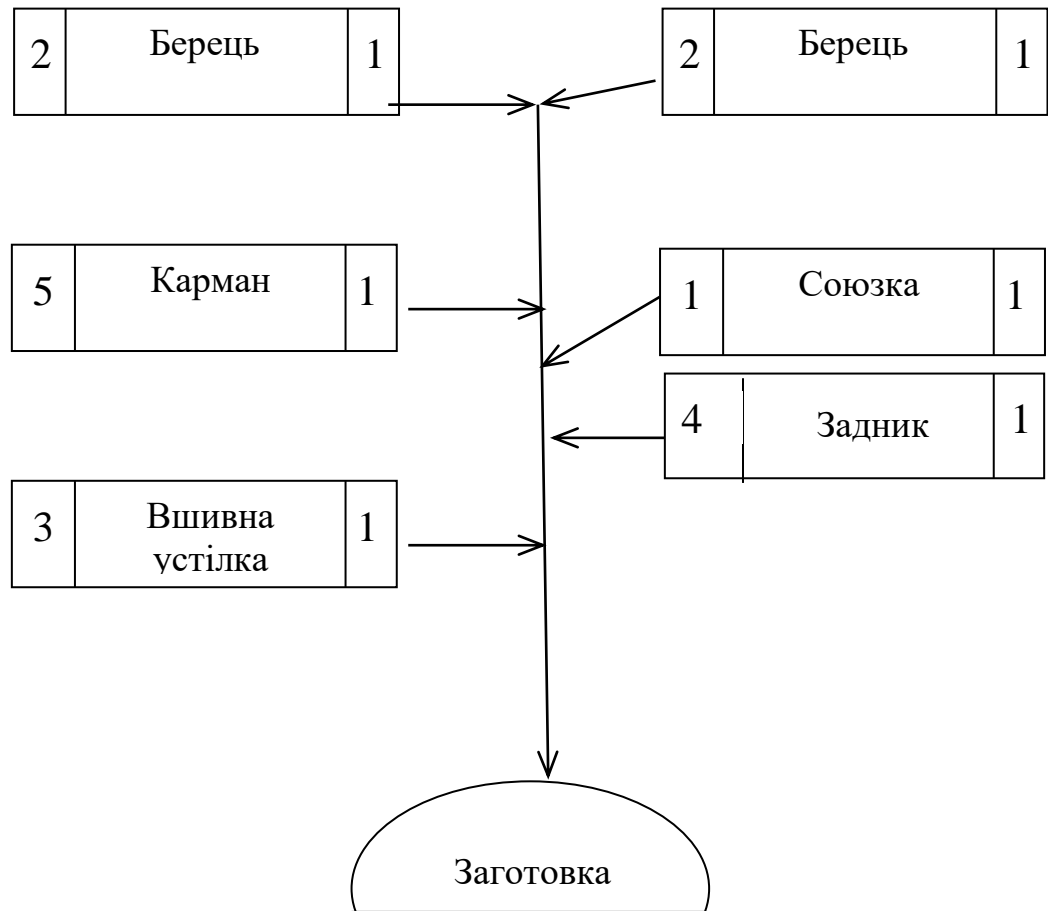 2 Берець 1
2 Берець 1
5 Карман 1
1 Союзка 1
4 Задник 1
3 Вшивна 1
устілка
Заготовка